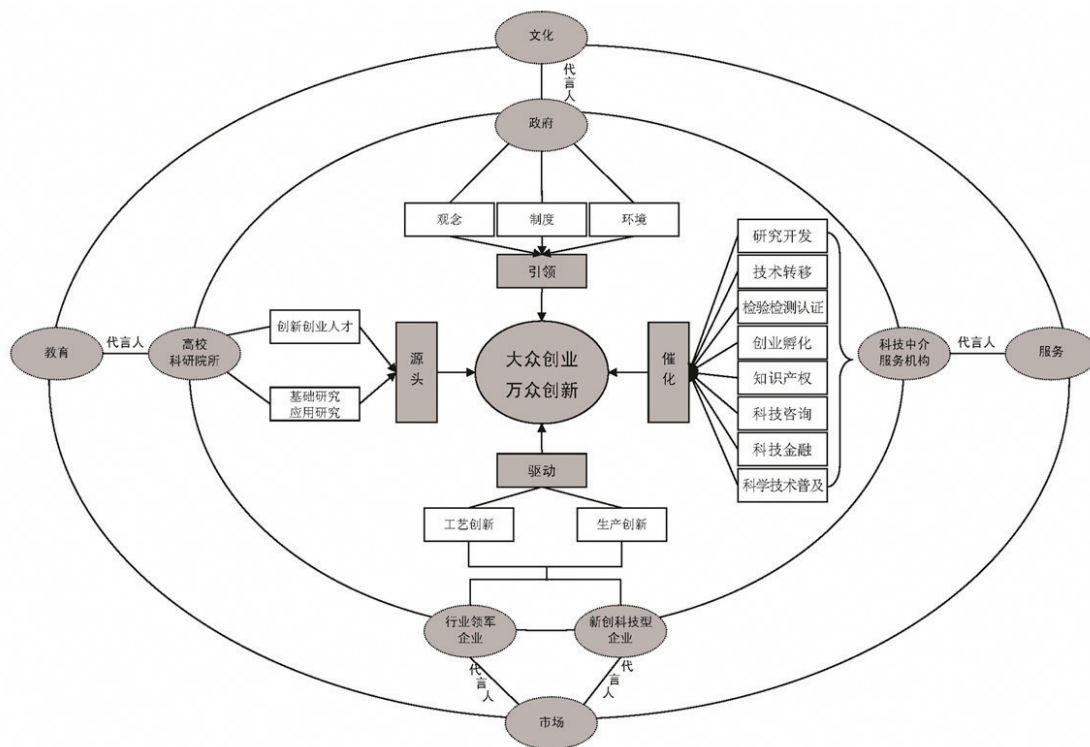 文化
代言人
政府
观念
制度
环境
引领
研究开发
技术转移
检验检测认证
创业孵化
知识产权
科技咨询
科技金融
科学技术普及
教育
代言人
高校
科研院所
创新创业人才
基础研究
应用研究
源头
大众创业
万众创新
催化
科技中介
服务机构
代言人
服务
驱动
工艺创新
生产创新
行业领军
企业
新创科技型
企业
代言人
代言人
市场